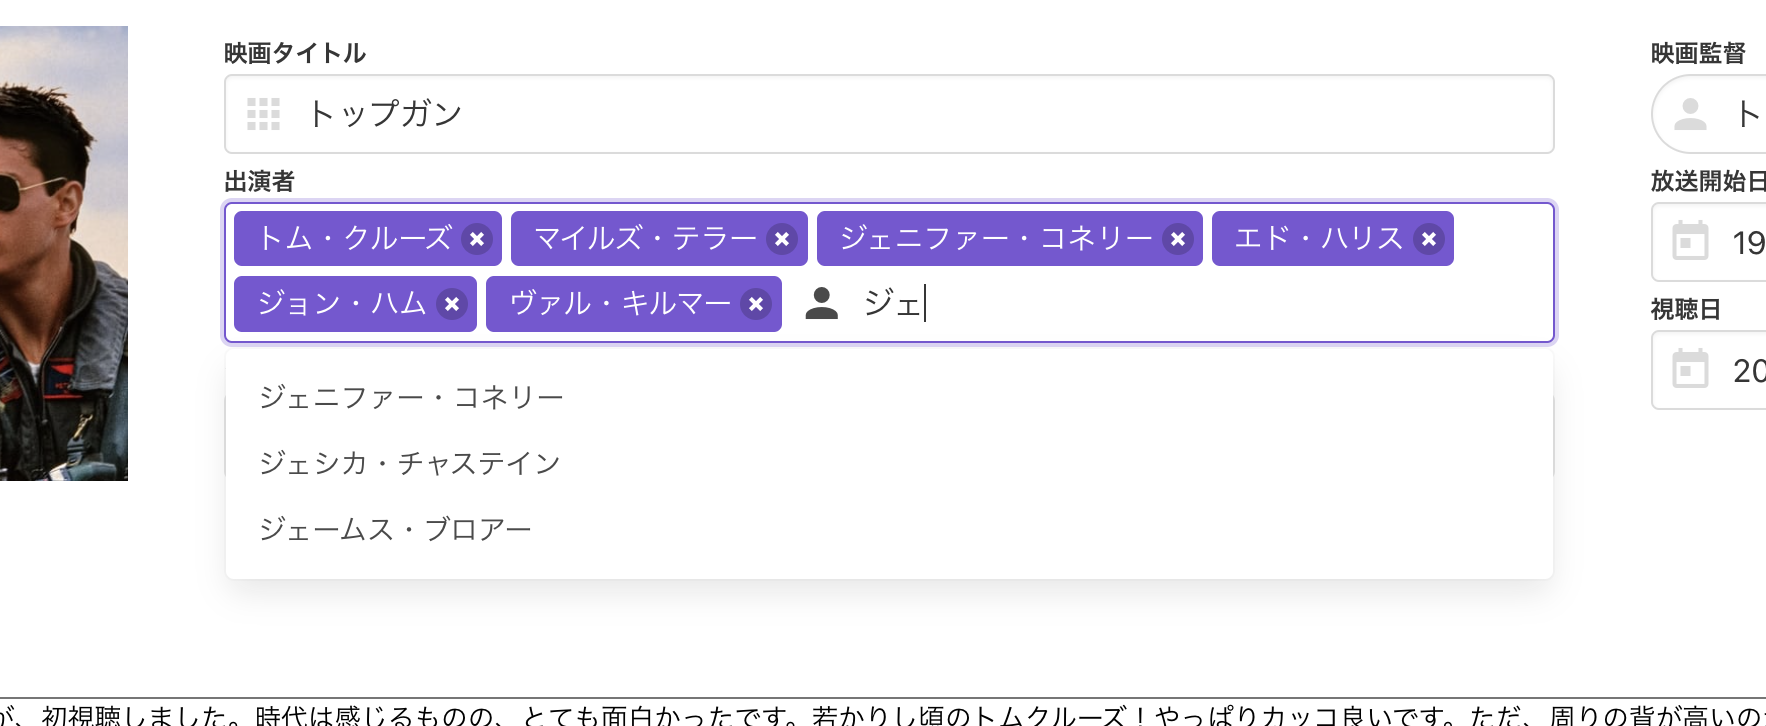 映画タイトル
トップガン
出演者
トム・クルーズ マイルズ・テラー ジェニファー・コネリー エド・ハリス
ジョン・ハム ヴァル・キルマー ジェ
ジェニファー・コネリー
ジェシカ・チャステイン
ジェームス・ブロアー
映画監督
ト
放送開始日
19
視聴日
20
が、初視聴しました。時代は感じるものの、とても面白かったです。若かりし頃のトムクルーズ！やっぱりカッコ良いです。ただ、周りの背が高いの